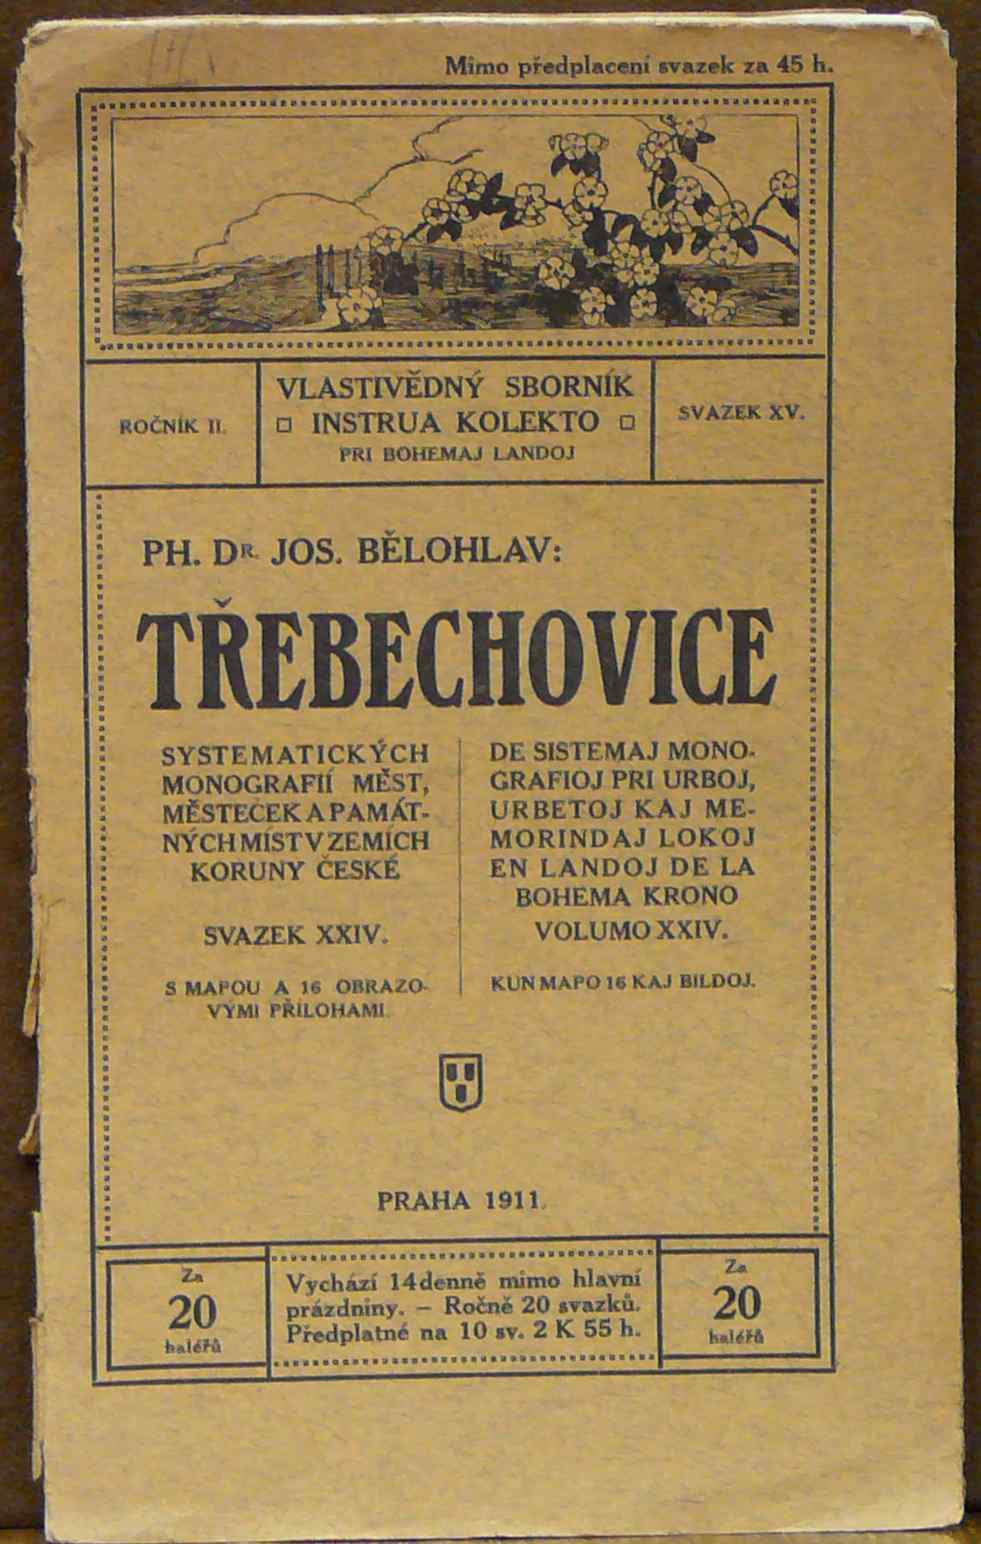 Mimo předplacení svazek za 45 h.
ROČNÍK II.
VLASTIVĚDNÝ SBORNÍK
INSTRUA KOLEKTO
PRI BOHEMAJ LANDOJ
SVAZEK XV.
PH. DR. JOS. BĚLOHLAV:
TŘEBECHOVICE
SYSTEMATICKÝCH
MONOGRAFIÍ MĚST,
MĚSTEČEK A PAMÁT-
NÝCH MÍST V ZEMÍCH
KORUNY ČESKÉ
SVAZEK XXIV.
S MAPOU A 16 OBRAZO-
VÝMI PŘÍLOHAMI.
DE SISTEMAJ MONO-
GRAFIOJ PRI URBOJ,
URBETOJ KAJ ME-
MORINDAJ LOKOJ
EN LANDOJ DE LA
BOHEMA KRONO
VOLUMO XXIV.
KUN MAPO 16 KAJ BILDOJ.
PRAHA 1911.
Za
20
haléřů
Vychází 14denně mimo hlavní
prázdniny. – Ročně 20 svazků.
Předplatné na 10 sv. 2 K 55 h.
Za
20
haléřů